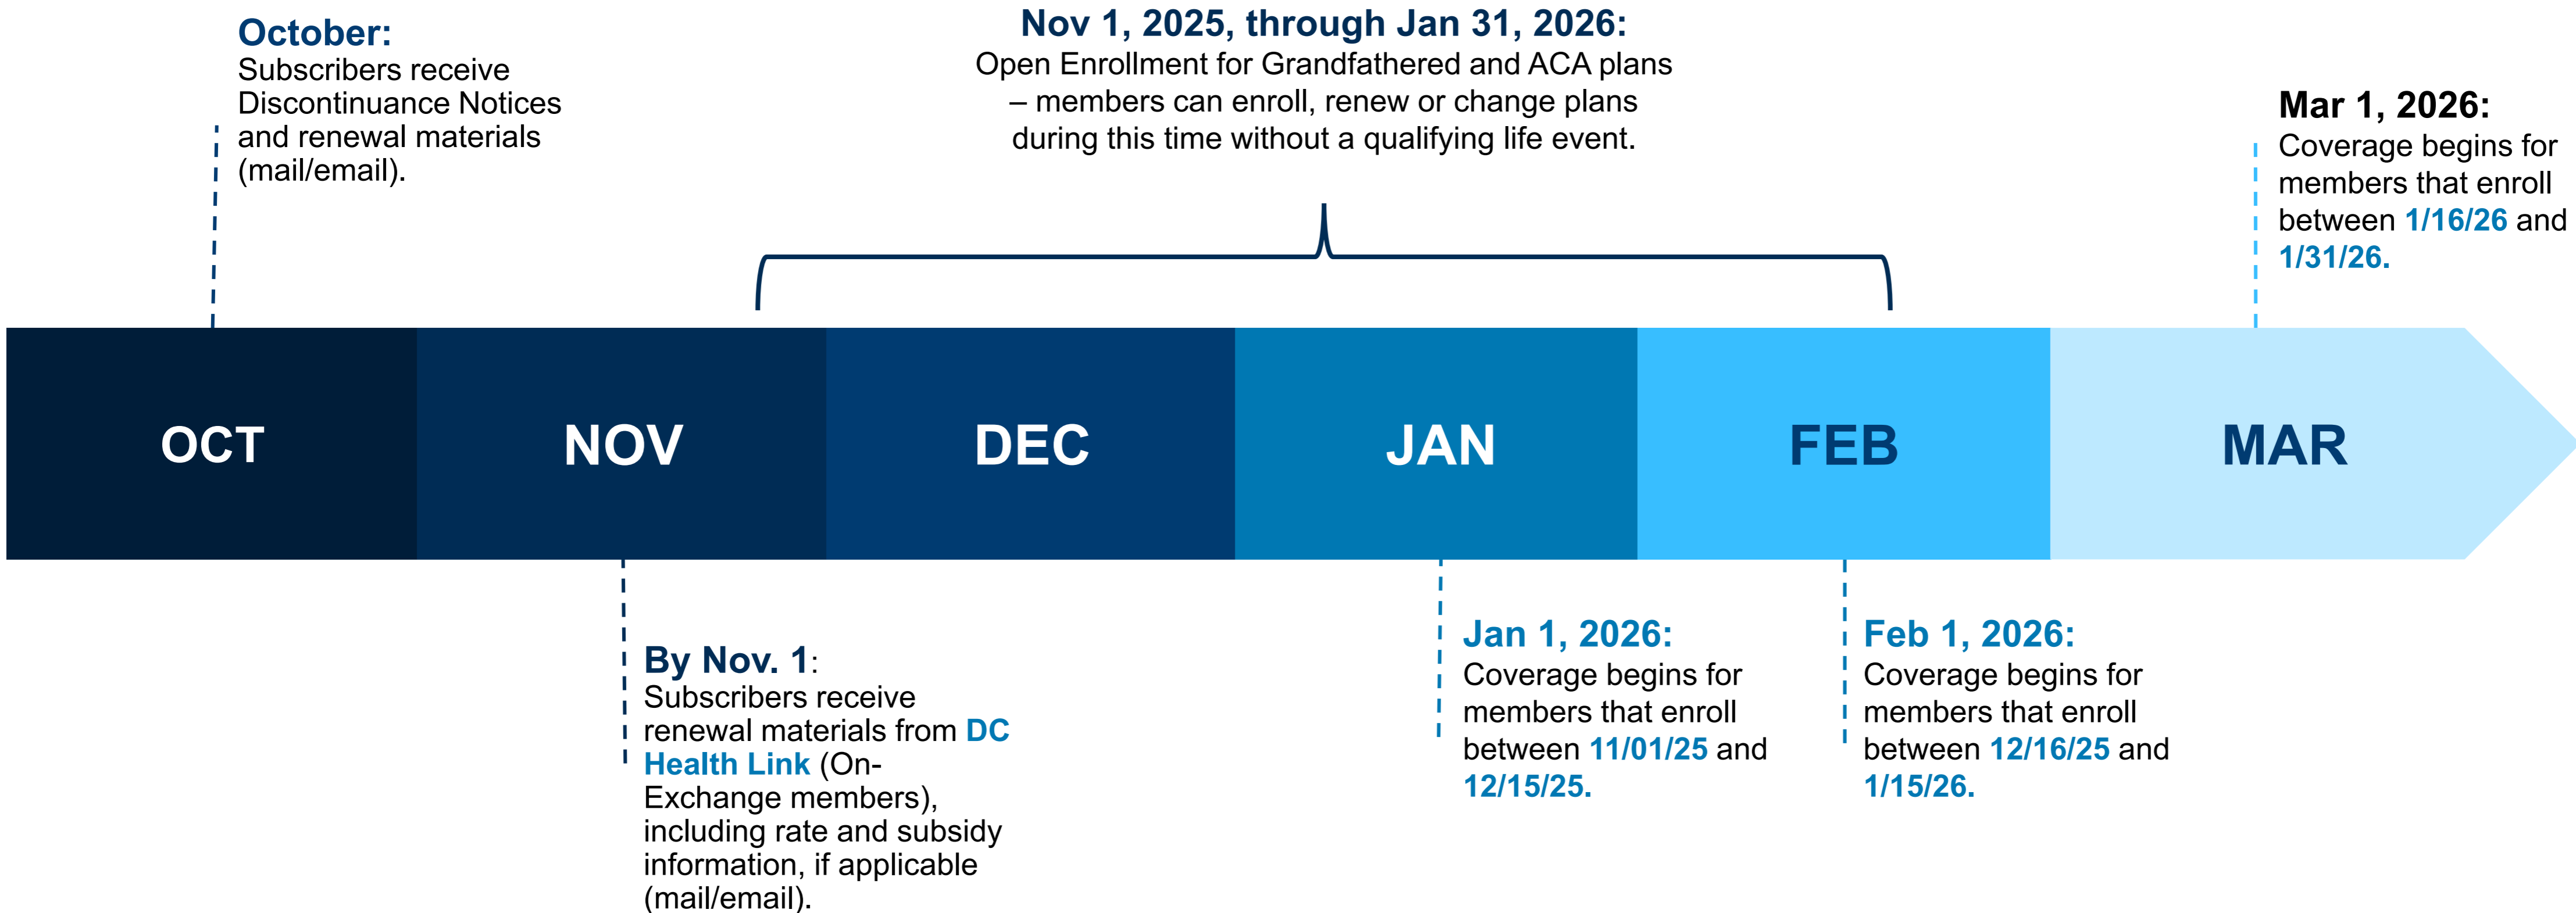 October:
Subscribers receive
Discontinuance Notices
and renewal materials
(mail/email).
Nov 1, 2025, through Jan 31, 2026:
Open Enrollment for Grandfathered and ACA plans
– members can enroll, renew or change plans
during this time without a qualifying life event.
Mar 1, 2026:
Coverage begins for
members that enroll
between 1/16/26 and
1/31/26.
OCT
NOV
DEC
JAN
FEB
MAR
By Nov. 1:
Subscribers receive
renewal materials from DC
Health Link (On-
Exchange members),
including rate and subsidy
information, if applicable
(mail/email).
Jan 1, 2026:
Coverage begins for
members that enroll
between 11/01/25 and
12/15/25.
Feb 1, 2026:
Coverage begins for
members that enroll
between 12/16/25 and
1/15/26.